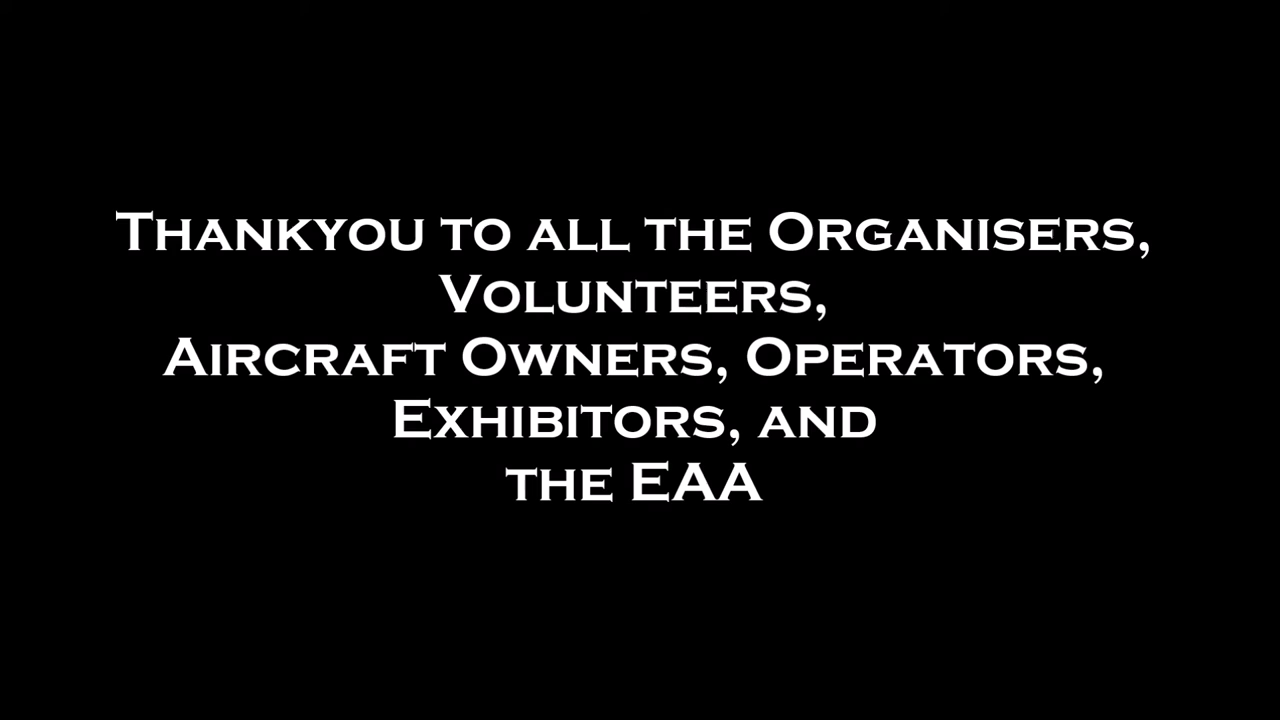 Thankyou to all the Organisers,
Volunteers,
Aircraft Owners, Operators,
Exhibitors, and
the EAA